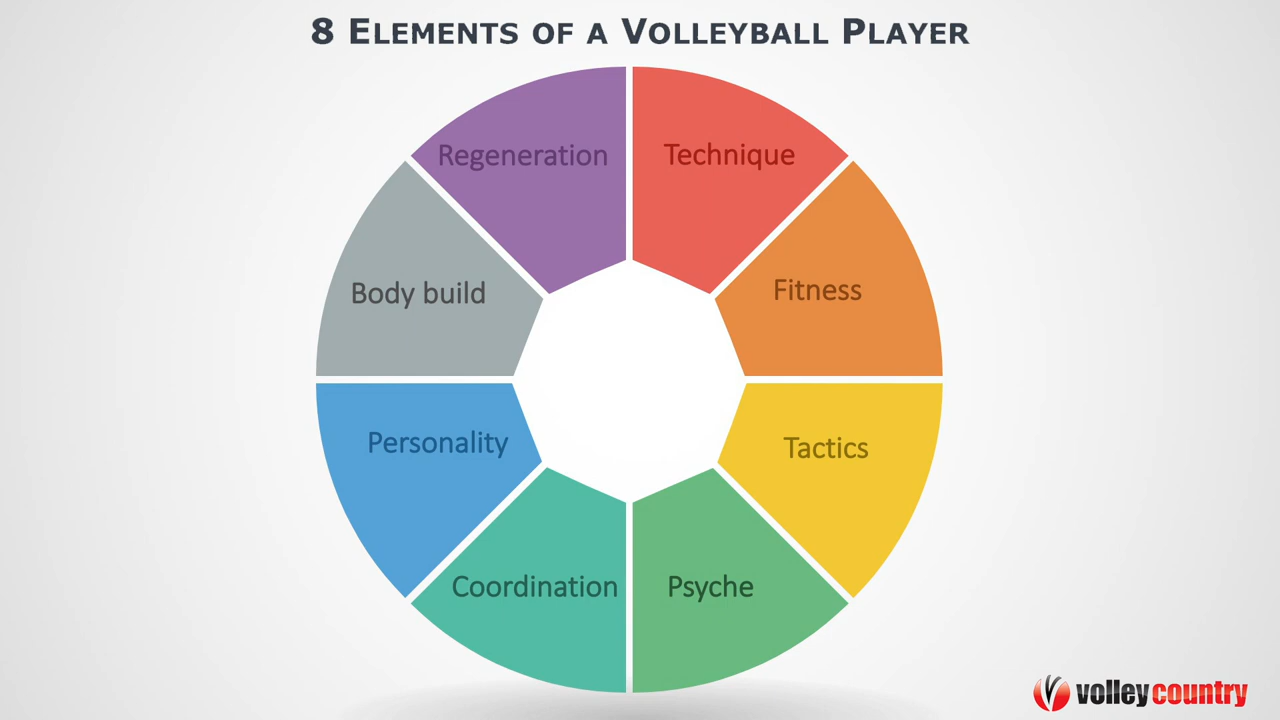 8 Elements of a Volleyball Player
Regeneration
Technique
Body build
Fitness
Personality
Tactics
Coordination
Psyche
volleycountry